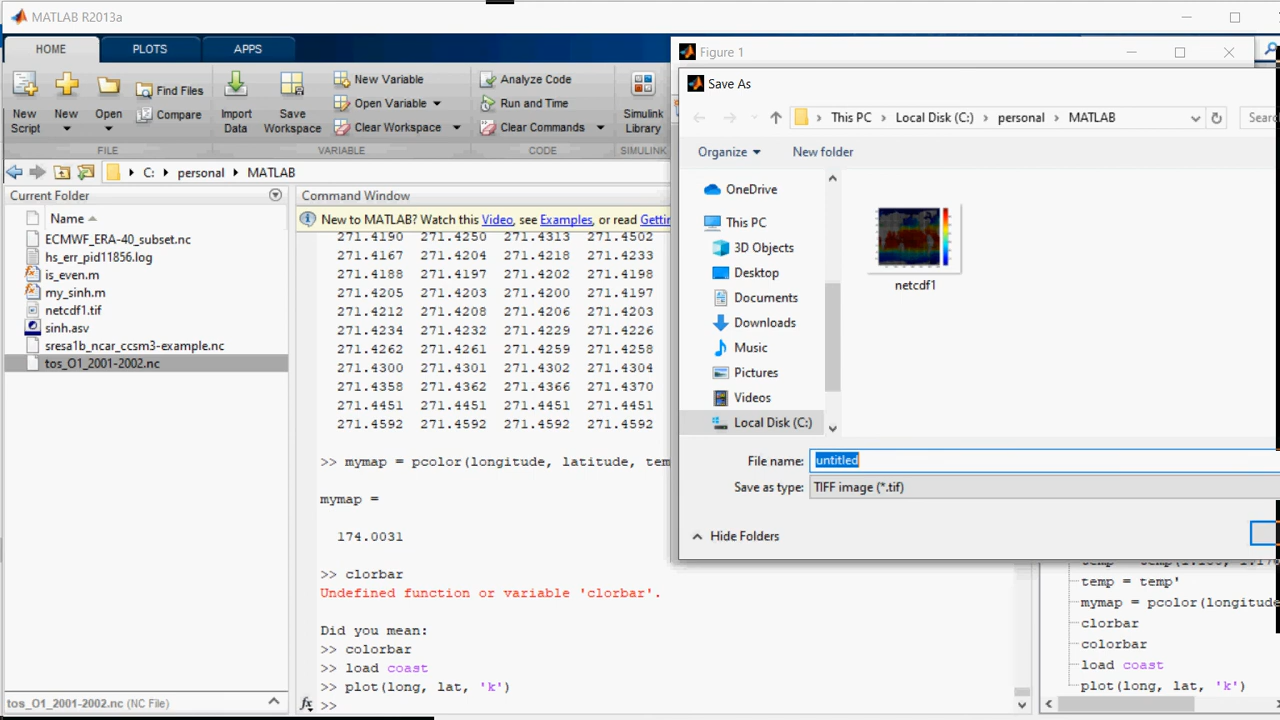 MATLAB R2013a
HOME PLOTS APPS
New Script
New
Open
Find Files
Compare
Import Data
Save Workspace
New Variable
Open Variable
Clear Workspace
Analyze Code
Run and Time
Clear Commands
Simulink Library
FILE VARIABLE CODE SIMULINK
C: personal MATLAB
Current Folder
Name
ECMWF_ERA-40_subset.nc
hs_err_pid11856.log
is_even.m
my_sinh.m
netcdf1.tif
sinh.asv
sresa1b_ncar_ccsm3-example.nc
tos_O1_2001-2002.nc
tos_O1_2001-2002.nc (NC File)
Command Window
New to MATLAB? Watch this Video, see Examples, or read Getti
271.4190 271.4250 271.4313 271.4502
271.4167 271.4204 271.4218 271.4233
271.4188 271.4197 271.4202 271.4198
271.4205 271.4203 271.4200 271.4197
271.4212 271.4208 271.4206 271.4203
271.4234 271.4232 271.4229 271.4226
271.4262 271.4261 271.4259 271.4258
271.4300 271.4301 271.4302 271.4304
271.4358 271.4362 271.4366 271.4370
271.4451 271.4451 271.4451 271.4451
271.4592 271.4592 271.4592 271.4592
>> mymap = pcolor(longitude, latitude, tem
mymap =
174.0031
>> clorbar
Undefined function or variable 'clorbar'.
Did you mean:
>> colorbar
>> load coast
>> plot(long, lat, 'k')
fx >>
Figure 1
Save As
This PC > Local Disk (C:) > personal > MATLAB
Searc
Organize New folder
OneDrive
This PC
3D Objects
Desktop
Documents
Downloads
Music
Pictures
Videos
Local Disk (C:)
netcdf1
File name: untitled
Save as type: TIFF image (*.tif)
Hide Folders
temp = temp'
mymap = pcolor(longitude
clorbar
colorbar
load coast
plot(long, lat, 'k')